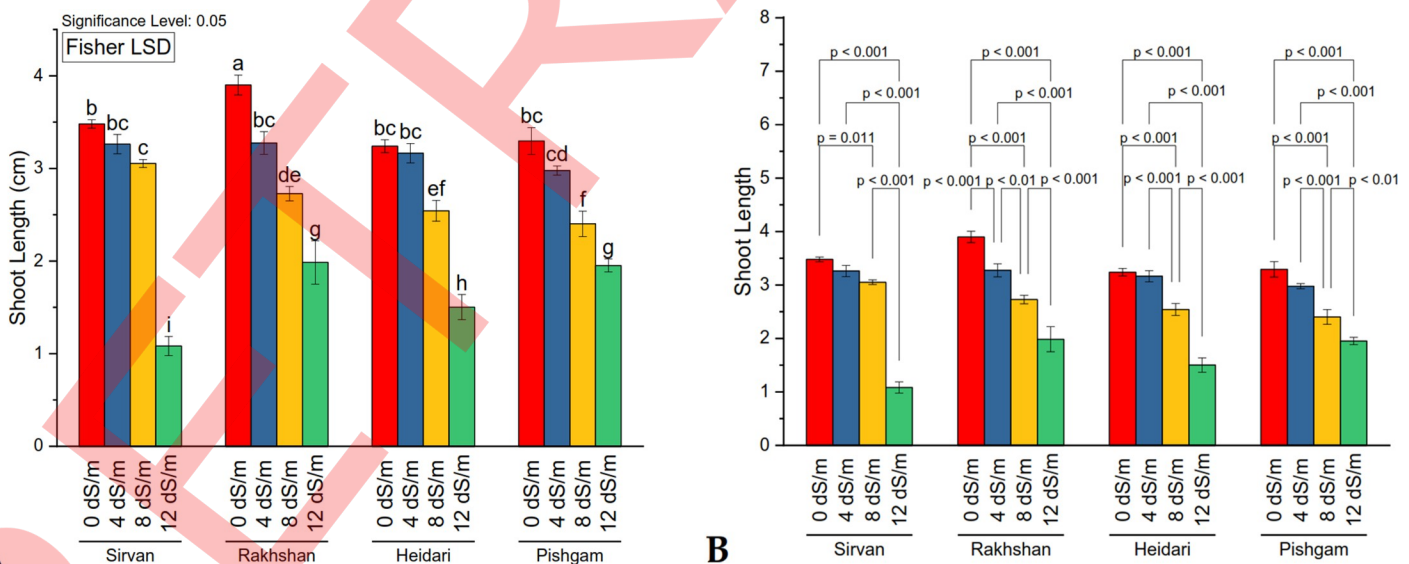 Significance Level: 0.05
Fisher LSD
Shoot Length (cm)
4
3
2
1
0
b
bc
c
i
a
bc
de
g
bc
bc
ef
h
bc
cd
f
g
0 dS/m
4 dS/m
8 dS/m
12 dS/m
0 dS/m
4 dS/m
8 dS/m
12 dS/m
0 dS/m
4 dS/m
8 dS/m
12 dS/m
0 dS/m
4 dS/m
8 dS/m
12 dS/m
Sirvan
Rakhshan
Heidari
Pishgam
B
Shoot Length
8
7
6
5
4
3
2
1
0
p < 0.001
p < 0.001
p = 0.011
p < 0.001
p < 0.001
p < 0.001
p < 0.001
p < 0.001
p < 0.01
p < 0.001
p < 0.001
p < 0.001
p < 0.001
p < 0.001
p < 0.001
p < 0.001
p < 0.001
p < 0.001
p < 0.001
p < 0.01
0 dS/m
4 dS/m
8 dS/m
12 dS/m
0 dS/m
4 dS/m
8 dS/m
12 dS/m
0 dS/m
4 dS/m
8 dS/m
12 dS/m
0 dS/m
4 dS/m
8 dS/m
12 dS/m
Sirvan
Rakhshan
Heidari
Pishgam